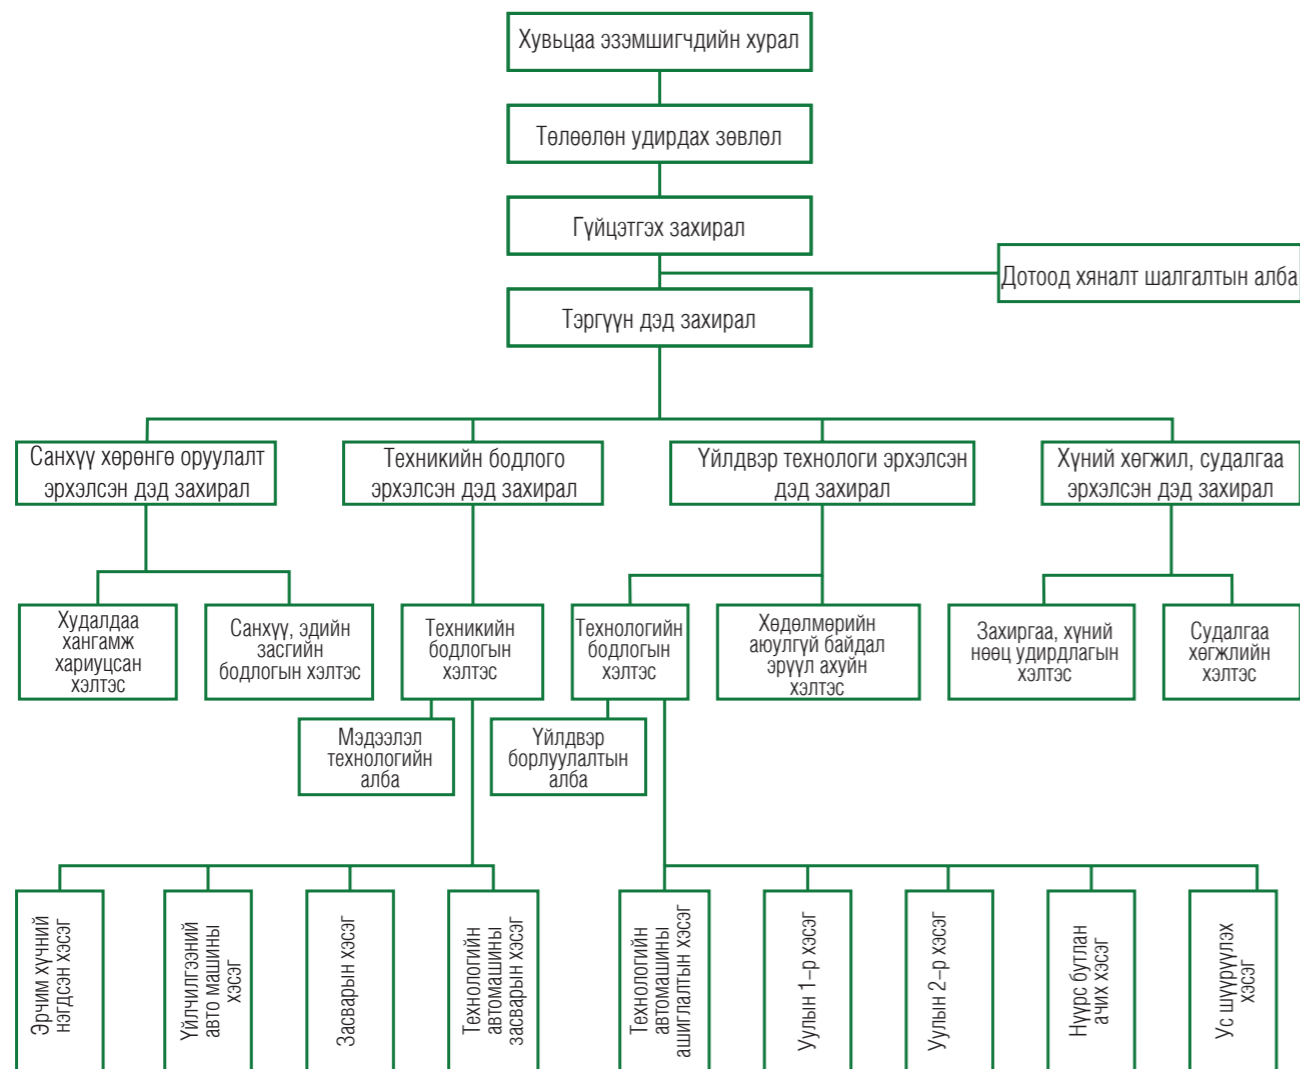 Хувьцаа эзэмшигчдийн хурал
Төлөөлөн удирдах зөвлөл
Гүйцэтгэх захирал
Дотоод хяналт шалгалтын алба
Тэргүүн дэд захирал
Санхүү хөрөнгө оруулалт
эрхэлсэн дэд захирал
Техникийн бодлого
эрхэлсэн дэд захирал
Үйлдвэр технологи эрхэлсэн
дэд захирал
Хүний хөгжил, судалгаа
эрхэлсэн дэд захирал
Худалдаа
хангамж
хариуцсан
хэлтэс
Санхүү, эдийн
засгийн
бодлогын хэлтэс
Техникийн
бодлогын
хэлтэс
Технологийн
бодлогын
хэлтэс
Хөдөлмөрийн
аюулгүй байдал
эрүүл ахуйн
хэлтэс
Захиргаа, хүний
нөөц удирдлагын
хэлтэс
Судалгаа
хөгжлийн
хэлтэс
Мэдээлэл
технологийн
алба
Үйлдвэр
борлуулалтын
алба
Эрчим хүчний
нэгдсэн хэсэг
Үйлчилгээний
авто машины
хэсэг
Засварын хэсэг
Технологийн
автомашины
засварын хэсэг
Технологийн
автомашины
ашиглалтын хэсэг
Уулын 1–р хэсэг
Уулын 2–р хэсэг
Нүүрс бутлан
ачих хэсэг
Ус шүүрүүлэх
хэсэг